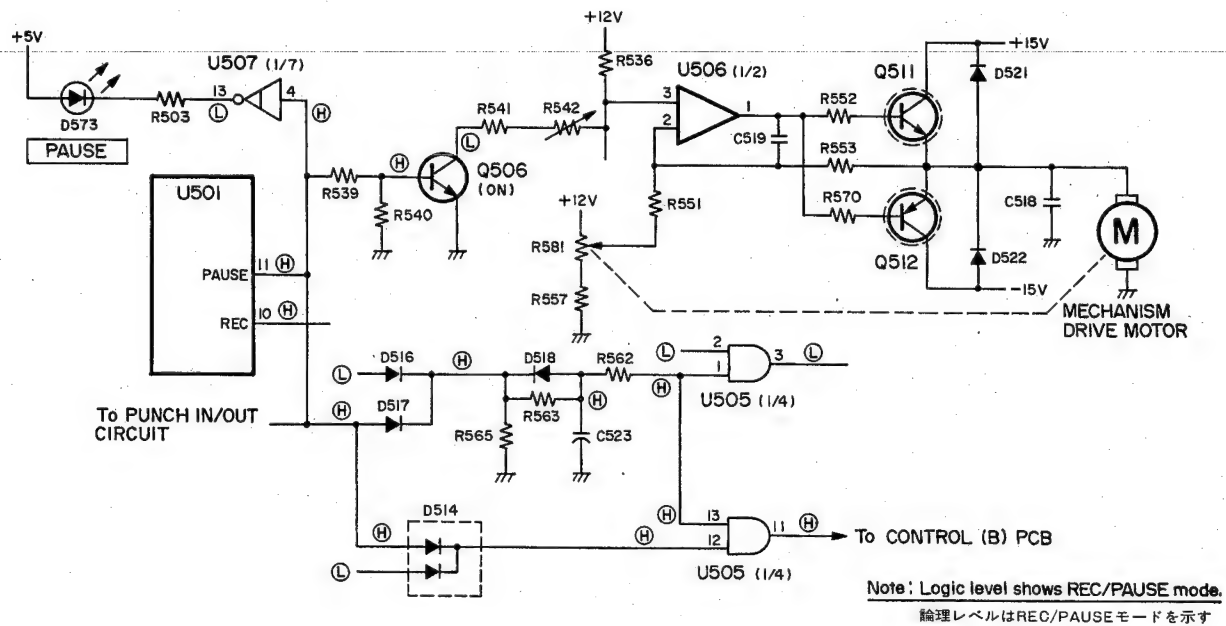 +5V
U507 (1/7)
13
4
Ⓛ
Ⓗ
D573
R503
PAUSE
+12V
R536
U506 (1/2)
3
2
1
R541
R542
Ⓛ
Ⓗ
Q506
(ON)
R539
R540
C519
R551
R552
R553
R570
Q511
Q512
+15V
D521
D522
-15V
C518
M
MECHANISM
DRIVE MOTOR
+12V
R581
R557
U501
PAUSE
11 Ⓗ
REC
10 Ⓗ
To PUNCH IN/OUT
CIRCUIT
Ⓗ
Ⓛ
D516
D517
Ⓗ
D518
R563
R565
Ⓗ
C523
R562
Ⓗ
Ⓛ
2
1
3
Ⓛ
U505 (1/4)
D514
Ⓗ
Ⓛ
Ⓗ
Ⓗ
13
12
11
Ⓗ
To CONTROL (B) PCB
U505 (1/4)
Note: Logic level shows REC/PAUSE mode.
論理レベルはREC/PAUSEモードを示す